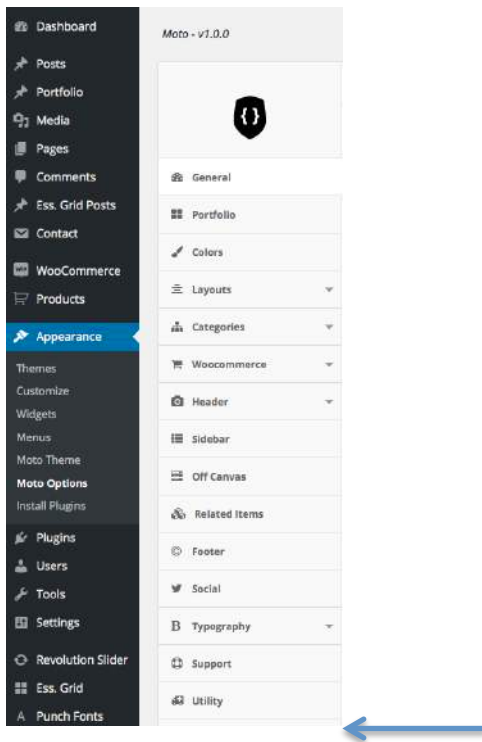 Dashboard
Posts
Portfolio
Media
Pages
Comments
Ess. Grid Posts
Contact
WooCommerce
Products
Appearance
Themes
Customize
Widgets
Menus
Moto Theme
Moto Options
Install Plugins
Plugins
Users
Tools
Settings
Revolution Slider
Ess. Grid
A Punch Fonts
Moto - v1.0.0
{}
General
Portfolio
Colors
Layouts
Categories
Woocommerce
Header
Sidebar
Off Canvas
Related Items
© Footer
Social
B Typography
Support
Utility